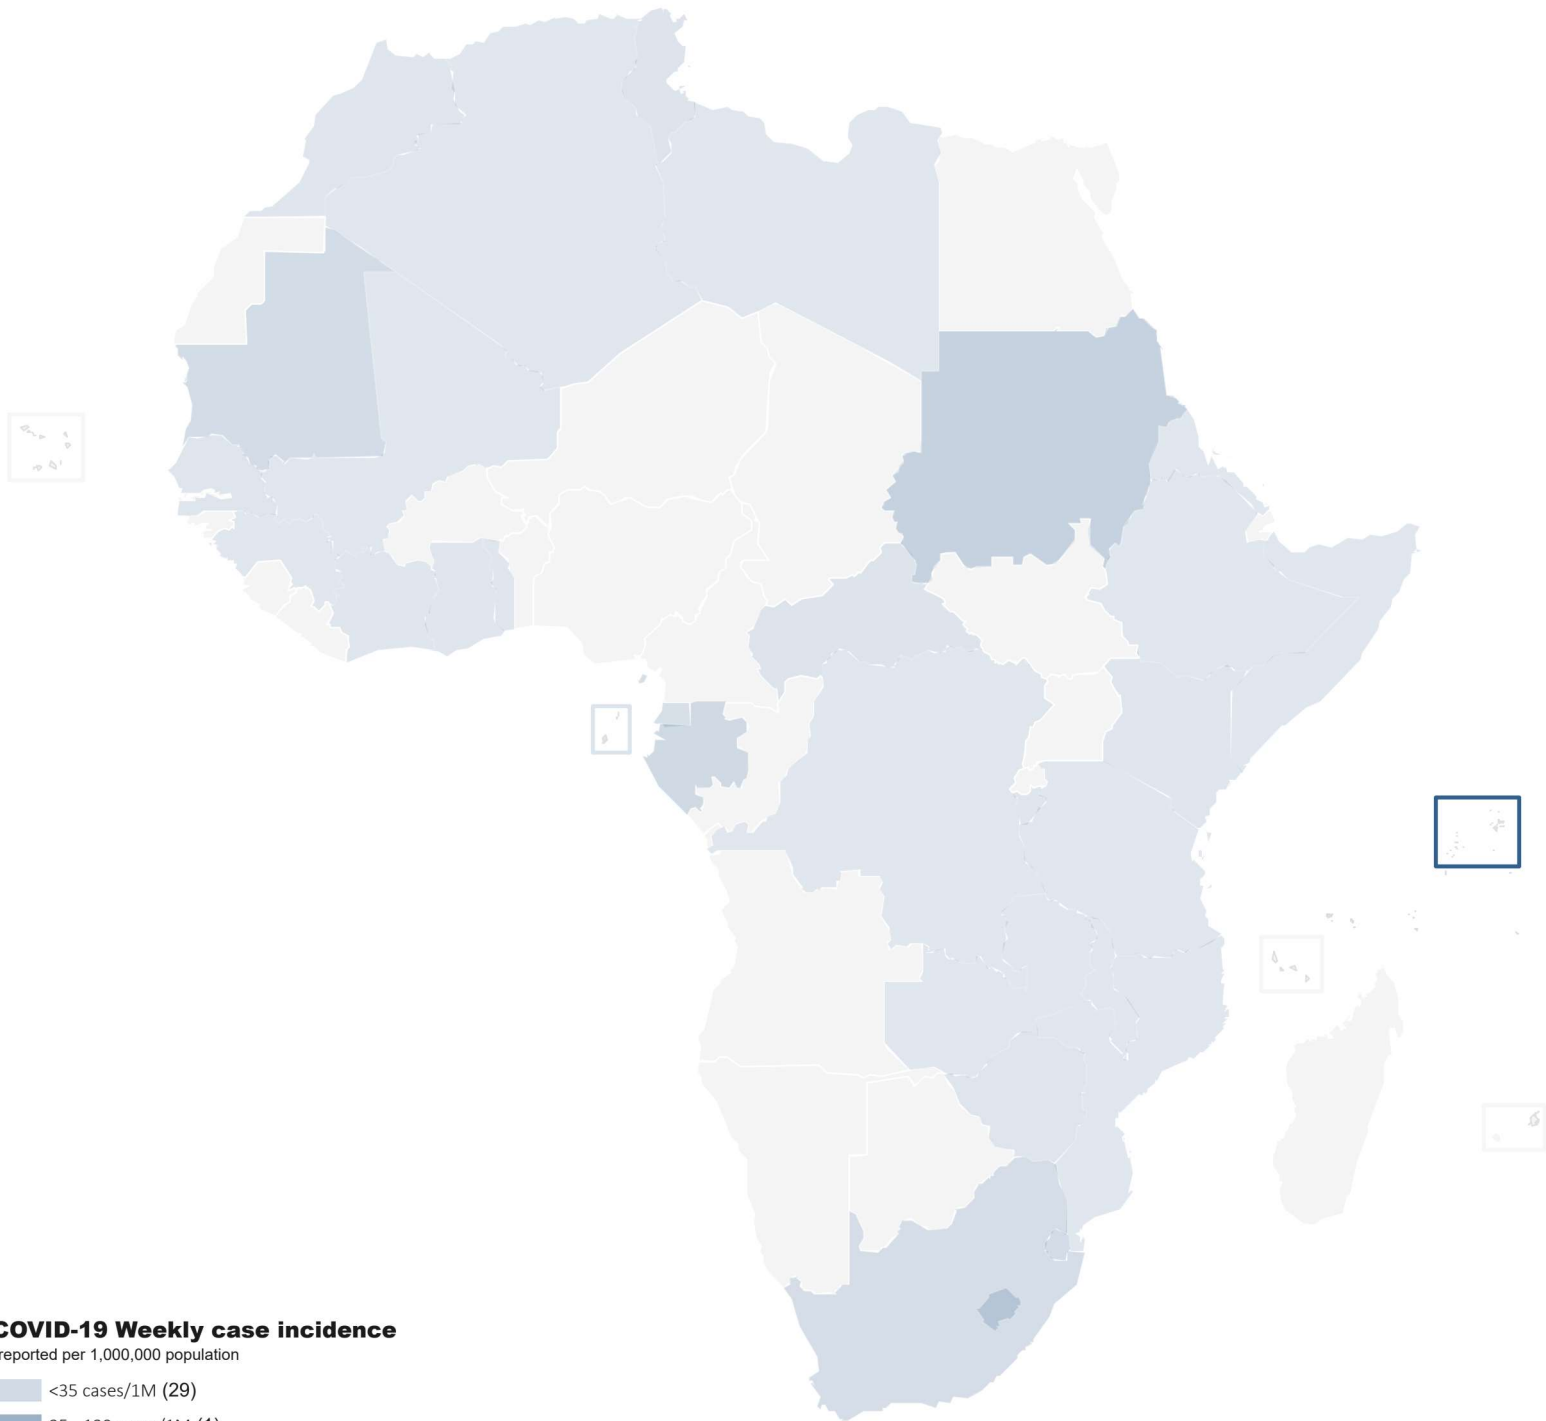 COVID-19 Weekly case incidence
reported per 1,000,000 population
<35 cases/1M (29)